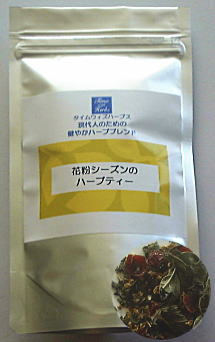 Time
with
Herbs
タイムウィズハーブス
現代人のための
健やかハーブブレンド
花粉シーズンの
ハーブティー